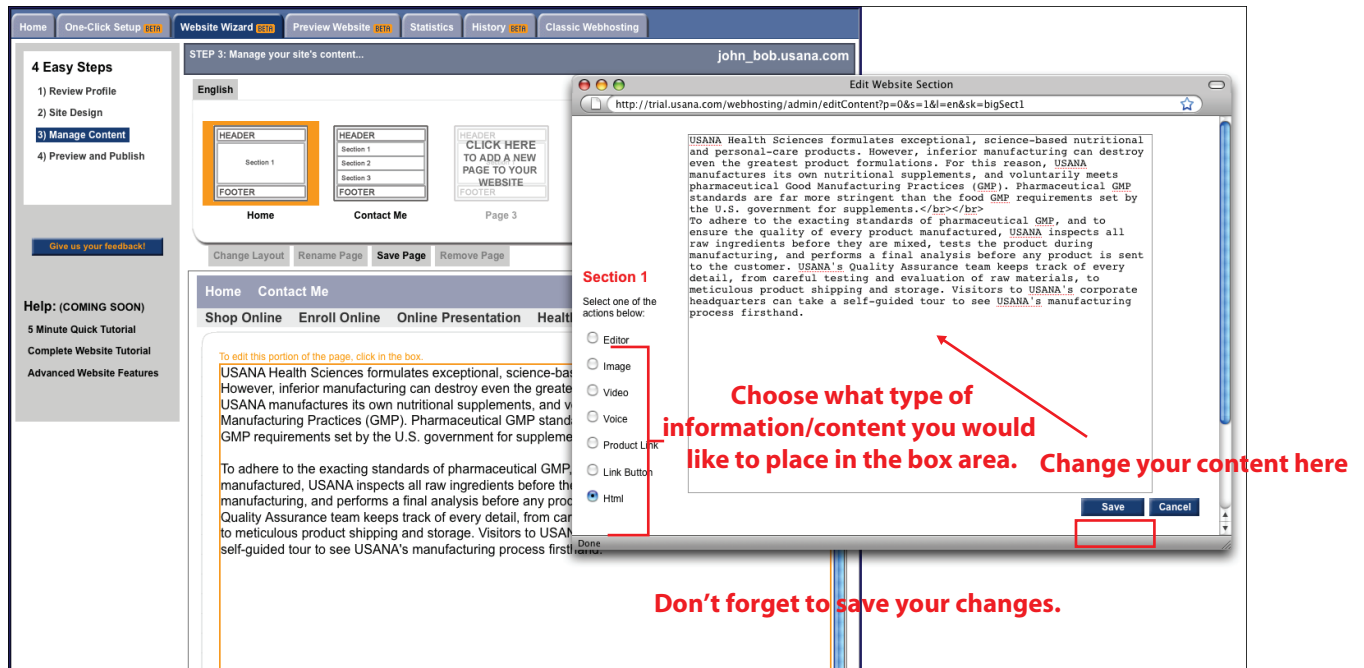 Home One-Click Setup BETA Website Wizard BETA Preview Website BETA Statistics History BETA Classic Webhosting
4 Easy Steps
1) Review Profile
2) Site Design
3) Manage Content
4) Preview and Publish
Give us your feedback!
Help: (COMING SOON)
5 Minute Quick Tutorial
Complete Website Tutorial
Advanced Website Features
STEP 3: Manage your site's content...
john_bob.usana.com
English
HEADER
Section 1
FOOTER
Home
HEADER
Section 1
Section 2
Section 3
FOOTER
Contact Me
HEADER
CLICK HERE
TO ADD A NEW
PAGE TO YOUR
WEBSITE
FOOTER
Page 3
Change Layout Rename Page Save Page Remove Page
Home Contact Me
Shop Online Enroll Online Online Presentation Healt
To edit this portion of the page, click in the box.
USANA Health Sciences formulates exceptional, science-ba
However, inferior manufacturing can destroy even the greate
USANA manufactures its own nutritional supplements, and v
Manufacturing Practices (GMP). Pharmaceutical GMP stand
GMP requirements set by the U.S. government for suppleme
To adhere to the exacting standards of pharmaceutical GMP,
manufactured, USANA inspects all raw ingredients before the
manufacturing, and performs a final analysis before any prod
Quality Assurance team keeps track of every detail, from car
to meticulous product shipping and storage. Visitors to USAN
self-guided tour to see USANA's manufacturing process firsthand.
Edit Website Section
http://trial.usana.com/webhosting/admin/editContent?p=0&s=1&l=en&sk=bigSect1
Section 1
Select one of the
actions below:
Editor
Image
Video
Voice
Product Link
Link Button
Html
USANA Health Sciences formulates exceptional, science-based nutritional
and personal-care products. However, inferior manufacturing can destroy
even the greatest product formulations. For this reason, USANA
manufactures its own nutritional supplements, and voluntarily meets
pharmaceutical Good Manufacturing Practices (GMP). Pharmaceutical GMP
standards are far more stringent than the food GMP requirements set by
the U.S. government for supplements.</br></br>
To adhere to the exacting standards of pharmaceutical GMP, and to
ensure the quality of every product manufactured, USANA inspects all
raw ingredients before they are mixed, tests the product during
manufacturing, and performs a final analysis before any product is sent
to the customer. USANA's Quality Assurance team keeps track of every
detail, from careful testing and evaluation of raw materials, to
meticulous product shipping and storage. Visitors to USANA's corporate
headquarters can take a self-guided tour to see USANA's manufacturing
process firsthand.
Save Cancel
Done
Choose what type of
information/content you would
like to place in the box area.
Change your content here
Don't forget to save your changes.